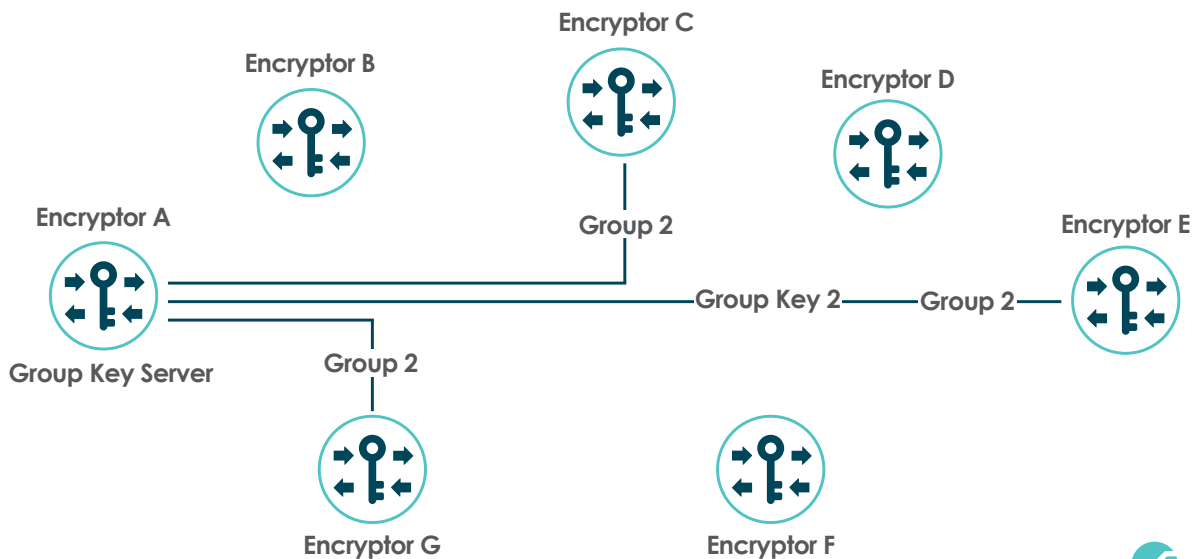 Encryptor C
Encryptor B
Encryptor D
Encryptor A
Group 2
Encryptor E
Group Key 2
Group 2
Group 2
Group Key Server
Encryptor G
Encryptor F